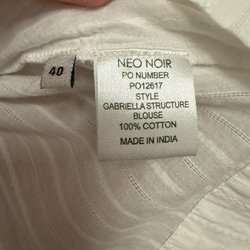 40
NEO NOIR
PO NUMBER
PO12617
STYLE
GABRIELLA STRUCTURE
BLOUSE
100% COTTON
MADE IN INDIA